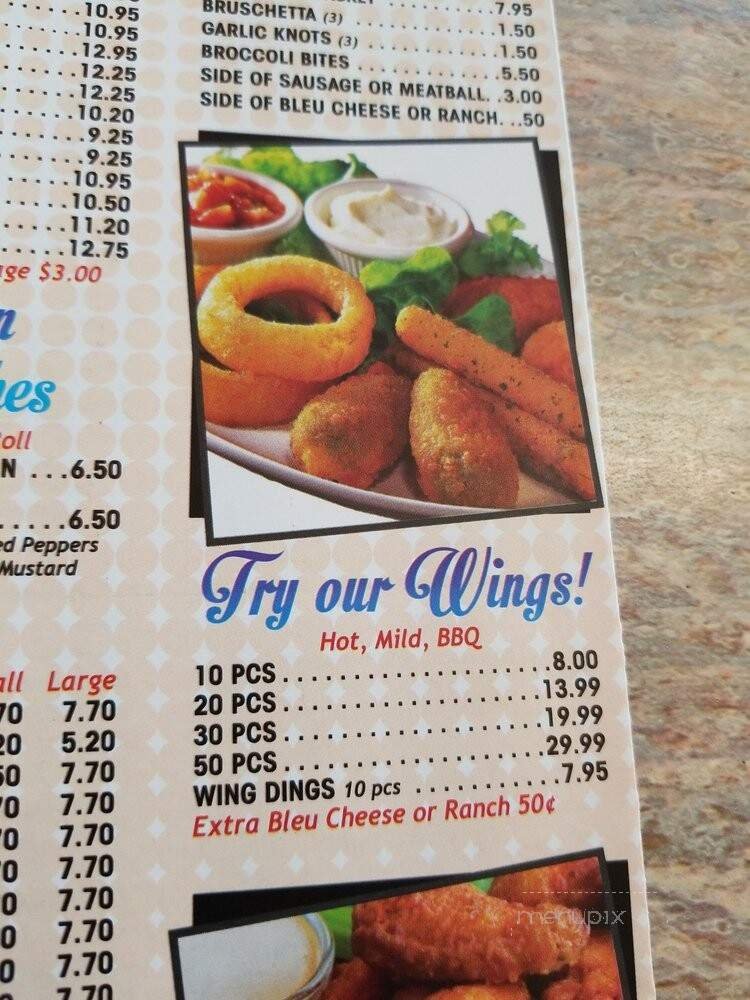 10.95
10.95
12.95
12.25
12.25
10.20
9.25
9.25
10.95
10.50
11.20
12.75
$3.00
N ...6.50
.....6.50
Peppers
Mustard
Large
7.70
5.20
7.70
7.70
7.70
7.70
7.70
7.70
7.70
7.70
7.95
BRUSCHETTA (3) 1.50
GARLIC KNOTS (3) 1.50
BROCCOLI BITES 5.50
SIDE OF SAUSAGE OR MEATBALL. .3.00
SIDE OF BLEU CHEESE OR RANCH. ..50
Try our Wings!
Hot, Mild, BBQ
10 PCS 8.00
20 PCS 13.99
30 PCS 19.99
50 PCS 29.99
WING DINGS 10 pcs 7.95
Extra Bleu Cheese or Ranch 50¢
menupix